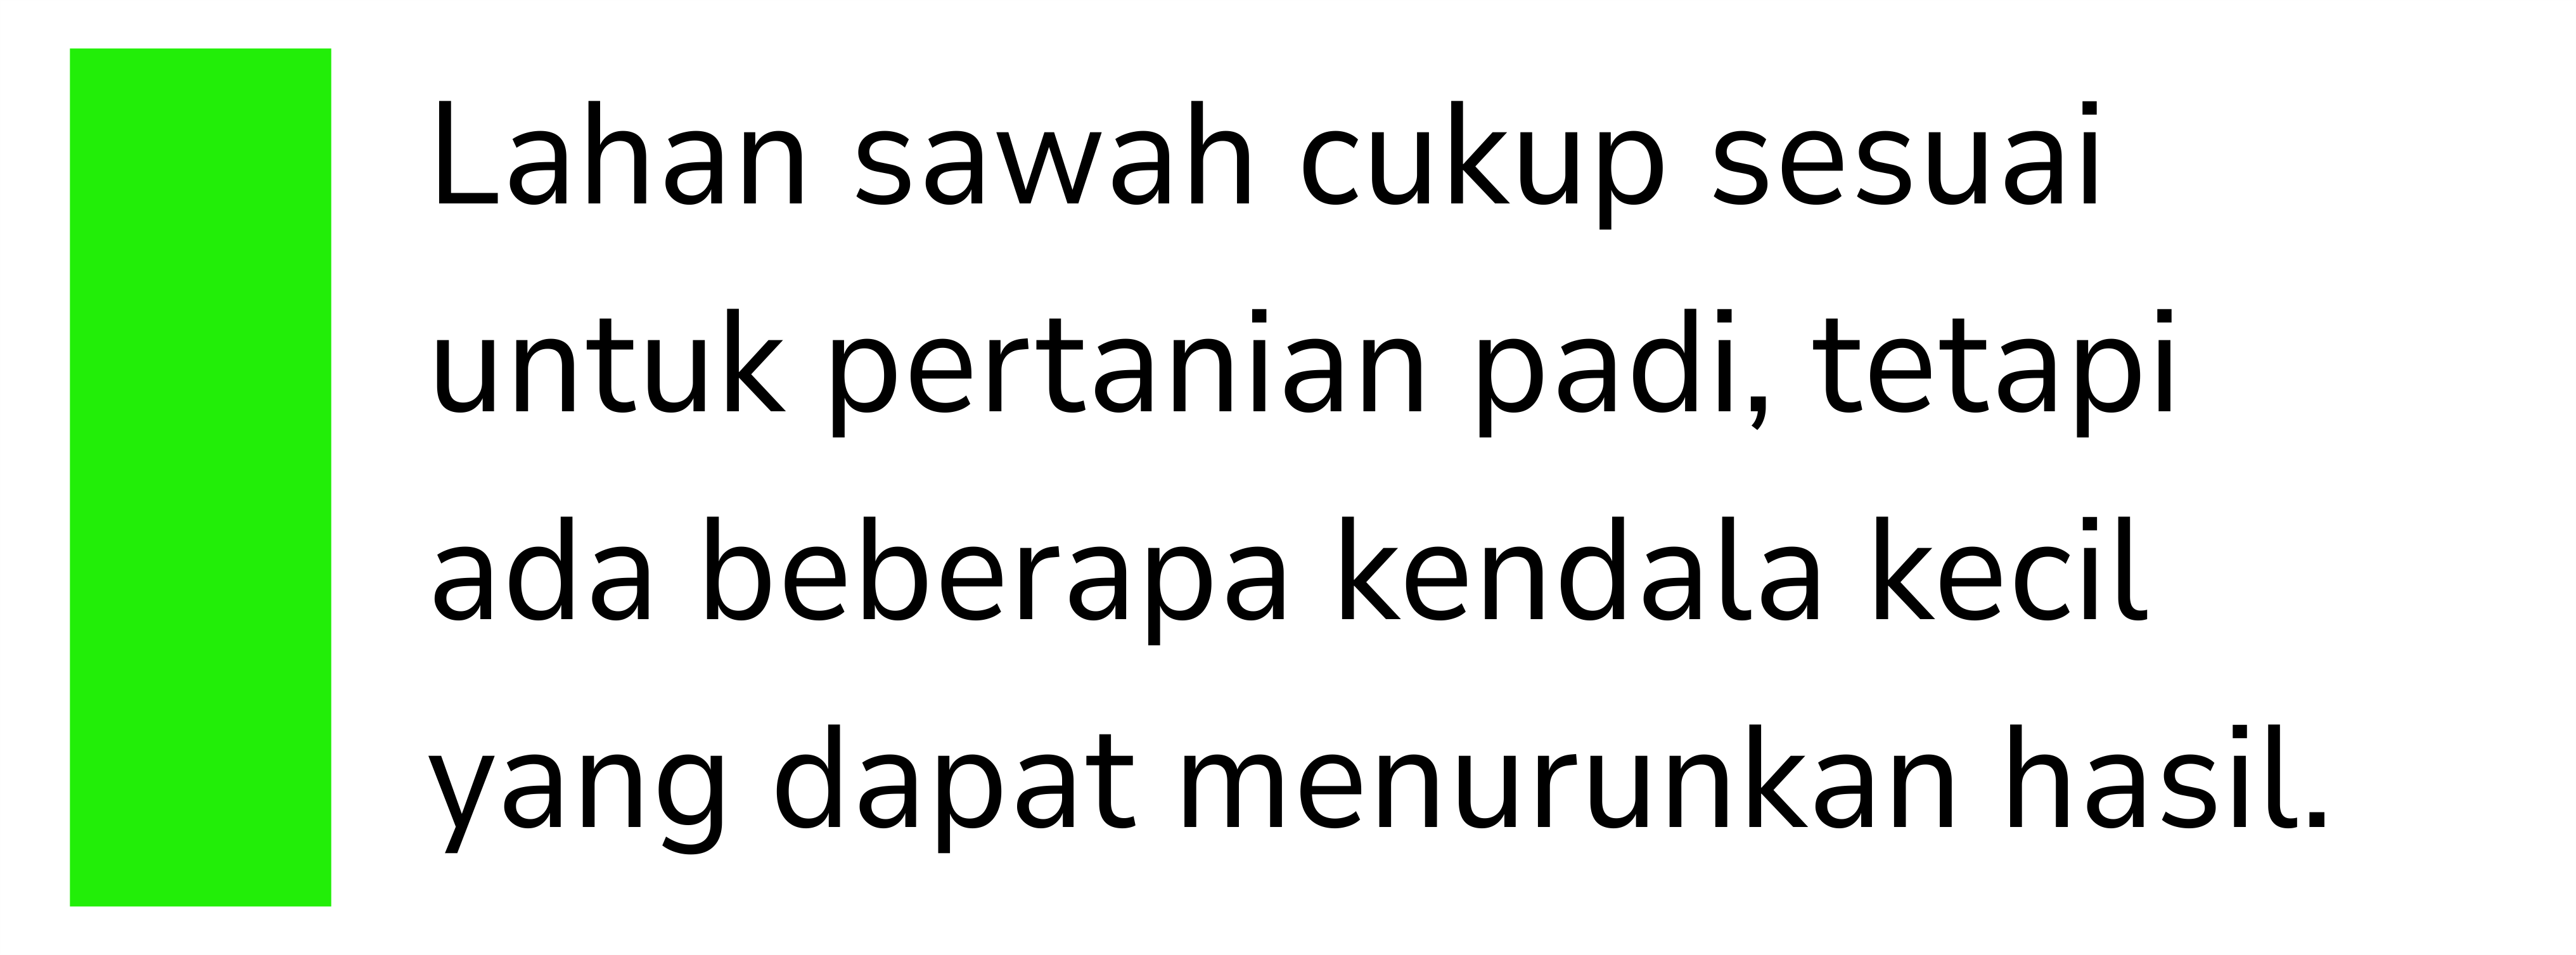 Lahan sawah cukup sesuai
untuk pertanian padi, tetapi
ada beberapa kendala kecil
yang dapat menurunkan hasil.